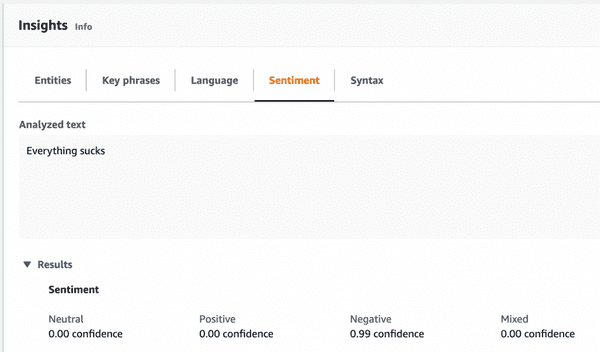 Insights Info
Entities Key phrases Language Sentiment Syntax
Analyzed text
Everything sucks
Results
Sentiment
Neutral Positive Negative Mixed
0.00 confidence 0.00 confidence 0.99 confidence 0.00 confidence